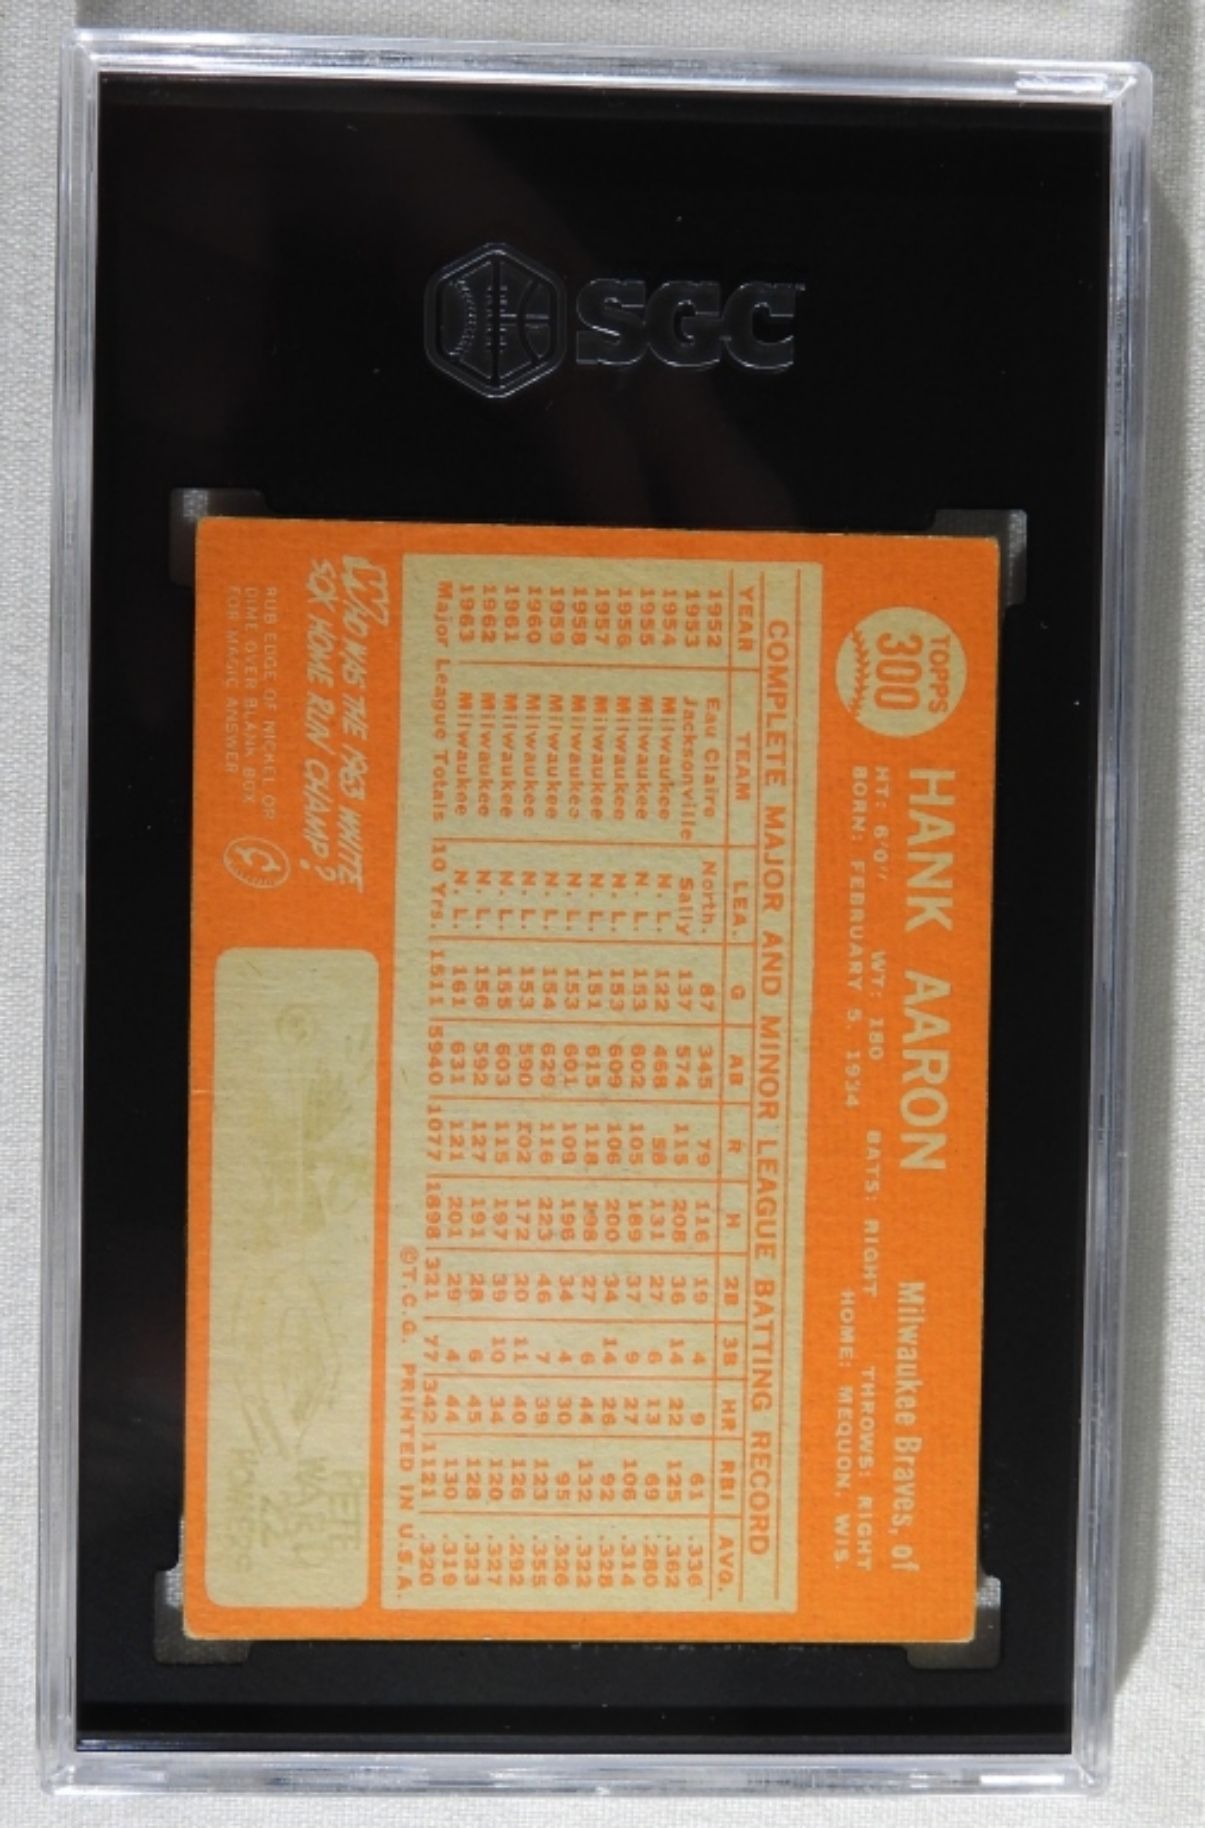 SGC
TOPPS
300
HANK AARON Milwaukee Braves, of
HT: 6'0" WT: 180 BATS: RIGHT THROWS: RIGHT
BORN: FEBRUARY 5, 1934 HOME: MEQUON, WIS.
COMPLETE MAJOR AND MINOR LEAGUE BATTING RECORD
YEAR TEAM LEA. G AB R H 2B 3B HR RBI AVG.
1952 Eau Claire North. 87 345 79 116 19 4 9 61 .336
1953 Jacksonville Sally 137 574 115 208 36 14 22 125 .362
1954 Milwaukee N. L. 122 468 58 131 27 6 13 69 .280
1955 Milwaukee N. L. 153 602 105 189 37 9 27 106 .314
1956 Milwaukee N. L. 153 609 106 200 34 14 26 92 .328
1957 Milwaukee N. L. 151 615 118 198 27 6 44 132 .322
1958 Milwaukee N. L. 153 601 109 196 34 4 30 95 .326
1959 Milwaukee N. L. 154 629 116 223 46 7 39 123 .355
1960 Milwaukee N. L. 153 590 102 172 20 11 40 126 .292
1961 Milwaukee N. L. 155 603 115 197 39 10 34 120 .327
1962 Milwaukee N. L. 156 592 127 191 28 6 45 128 .323
1963 Milwaukee N. L. 161 631 121 201 29 4 44 130 .319
Major League Totals 10 Yrs. 1511 5940 1077 1898 321 77 342 1121 .320
©T.C.G. PRINTED IN U.S.A.
WHO WAS THE 1963 WHITE
SOX HOME RUN CHAMP?
RUB EDGE OF NICKEL OR
DIME OVER BLANK BOX
FOR MAGIC ANSWER
PETE
WARD
22
HOMERS